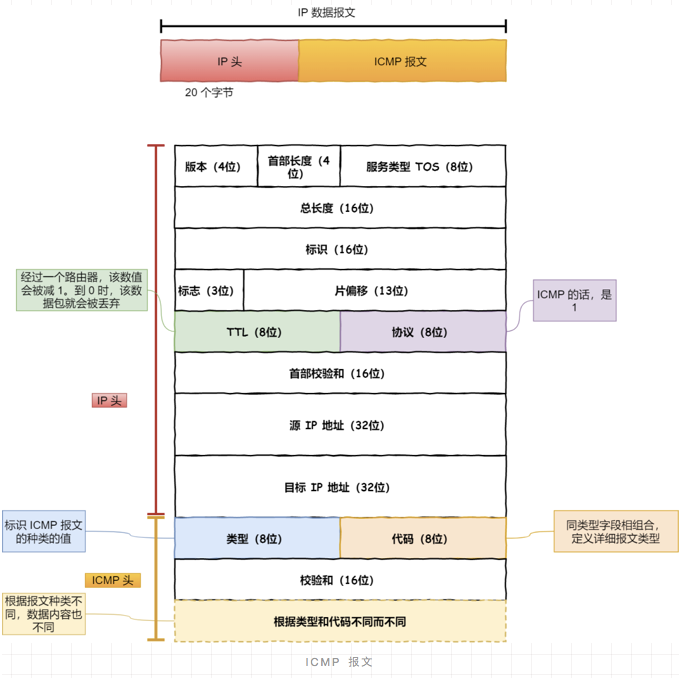 IP 数据报文
IP 头
ICMP 报文
20 个字节
版本（4位）
首部长度（4
位）
服务类型 TOS（8位）
总长度（16位）
标识（16位）
标志（3位）
片偏移（13位）
经过一个路由器，该数值
会被减 1。到 0 时，该数
据包就会被丢弃
ICMP 的话，是
1
TTL（8位）
协议（8位）
首部校验和（16位）
IP 头
源 IP 地址（32位）
目标 IP 地址（32位）
标识 ICMP 报文
的种类的值
类型（8位）
代码（8位）
同类型字段相组合，
定义详细报文类型
ICMP 头
校验和（16位）
根据报文种类不
同，数据内容也
不同
根据类型和代码不同而不同
ICMP 报文